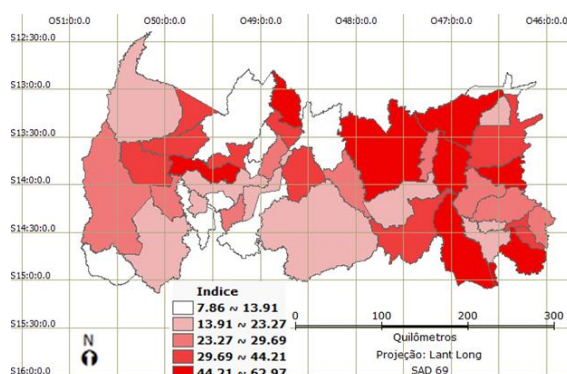 O51:0:0.0 O50:0:0.0 O49:0:0.0 O48:0:0.0 O47:0:0.0 O46:0:0.0
S12:30:0.0
S13:00:0.0
S13:30:0.0
S14:00:0.0
S14:30:0.0
S15:00:0.0
S15:30:0.0
S16:00:0.0
Indice
7.86 ~ 13.91
13.91 ~ 23.27
23.27 ~ 29.69
29.69 ~ 44.21
44.21 ~ 62.97
N
0 100 200 300
Quilômetros
Projeção: Lant Long
SAD 69